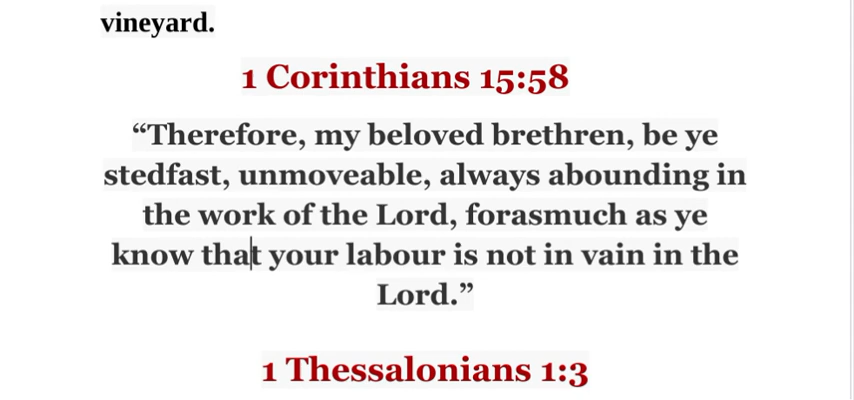 vineyard.
1 Corinthians 15:58
“Therefore, my beloved brethren, be ye
stedfast, unmoveable, always abounding in
the work of the Lord, forasmuch as ye
know that your labour is not in vain in the
Lord.”
1 Thessalonians 1:3